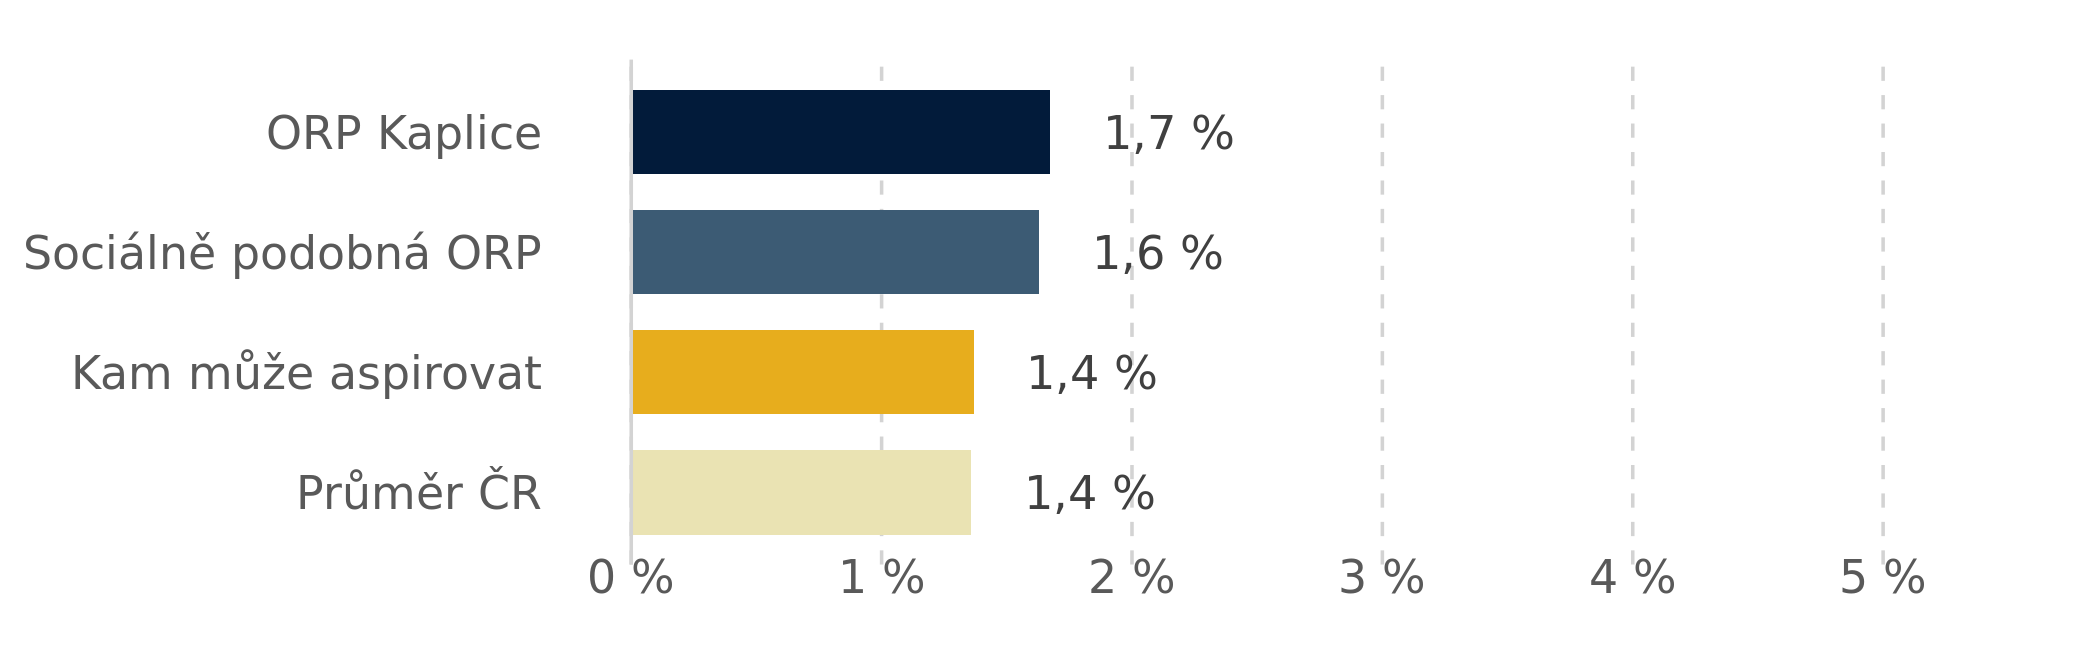 ORP Kaplice 1,7 %
Sociálně podobná ORP 1,6 %
Kam může aspirovat 1,4 %
Průměr ČR 1,4 %
0 % 1 % 2 % 3 % 4 % 5 %